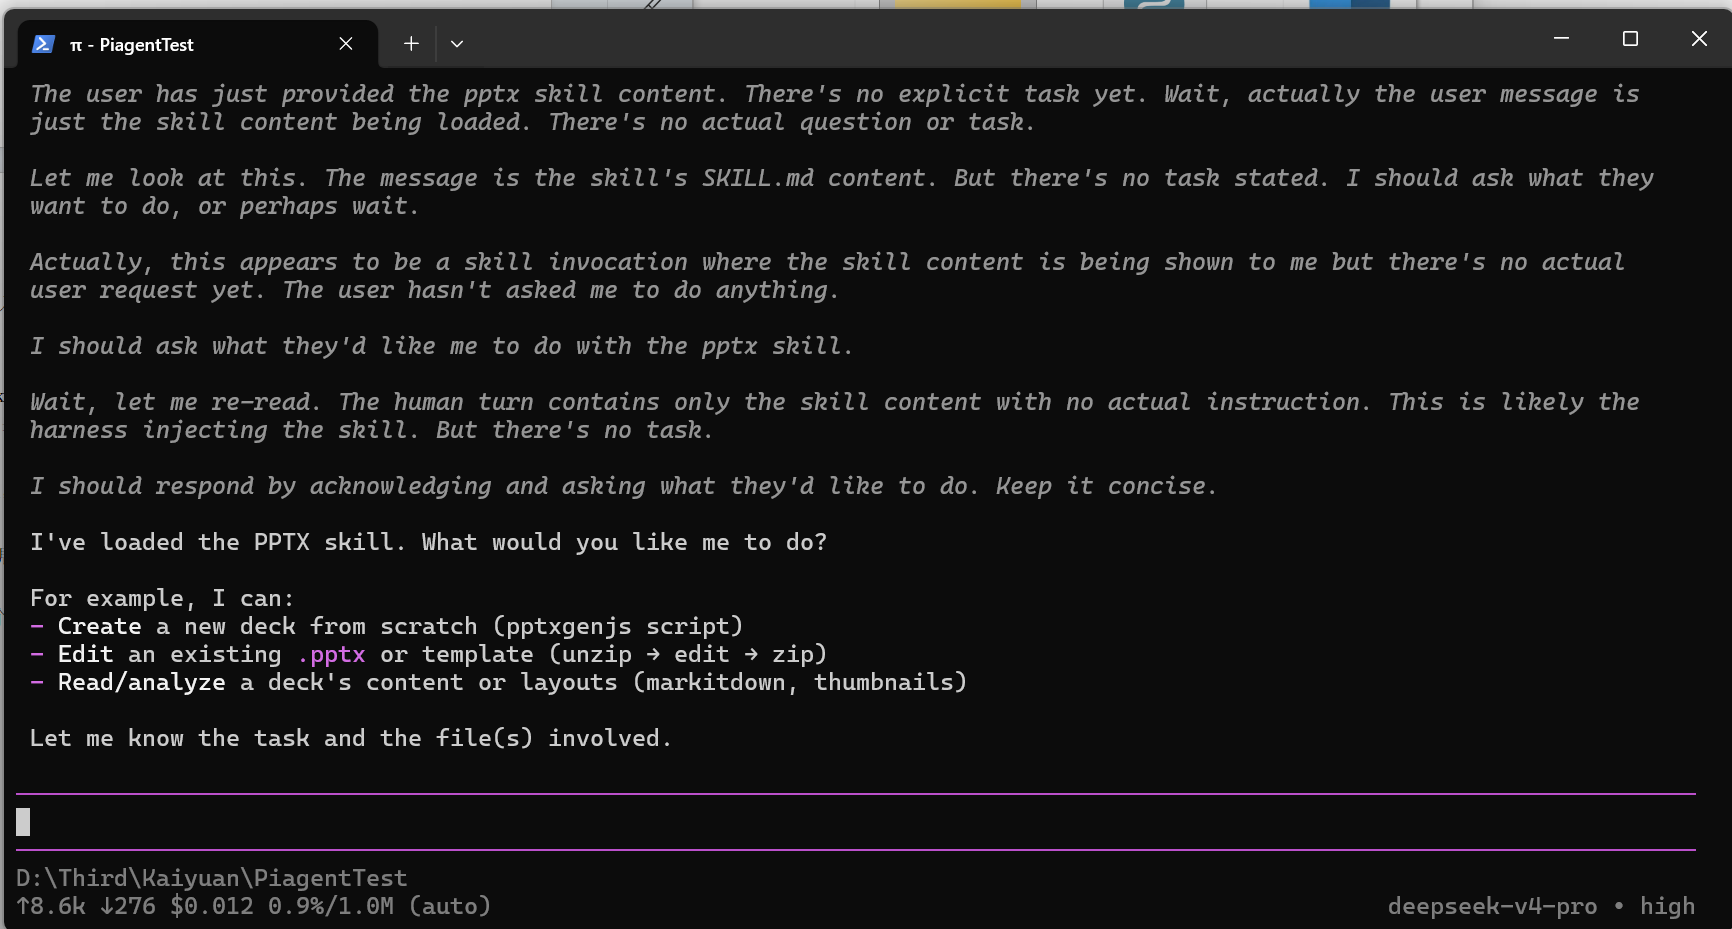 π - PiagentTest
The user has just provided the pptx skill content. There's no explicit task yet. Wait, actually the user message is
just the skill content being loaded. There's no actual question or task.
Let me look at this. The message is the skill's SKILL.md content. But there's no task stated. I should ask what they
want to do, or perhaps wait.
Actually, this appears to be a skill invocation where the skill content is being shown to me but there's no actual
user request yet. The user hasn't asked me to do anything.
I should ask what they'd like me to do with the pptx skill.
Wait, let me re-read. The human turn contains only the skill content with no actual instruction. This is likely the
harness injecting the skill. But there's no task.
I should respond by acknowledging and asking what they'd like to do. Keep it concise.
I've loaded the PPTX skill. What would you like me to do?
For example, I can:
- Create a new deck from scratch (pptxgenjs script)
- Edit an existing .pptx or template (unzip → edit → zip)
- Read/analyze a deck's content or layouts (markitdown, thumbnails)
Let me know the task and the file(s) involved.
D:\Third\Kaiyuan\PiagentTest
↑8.6k ↓276 $0.012 0.9%/1.0M (auto) deepseek-v4-pro • high